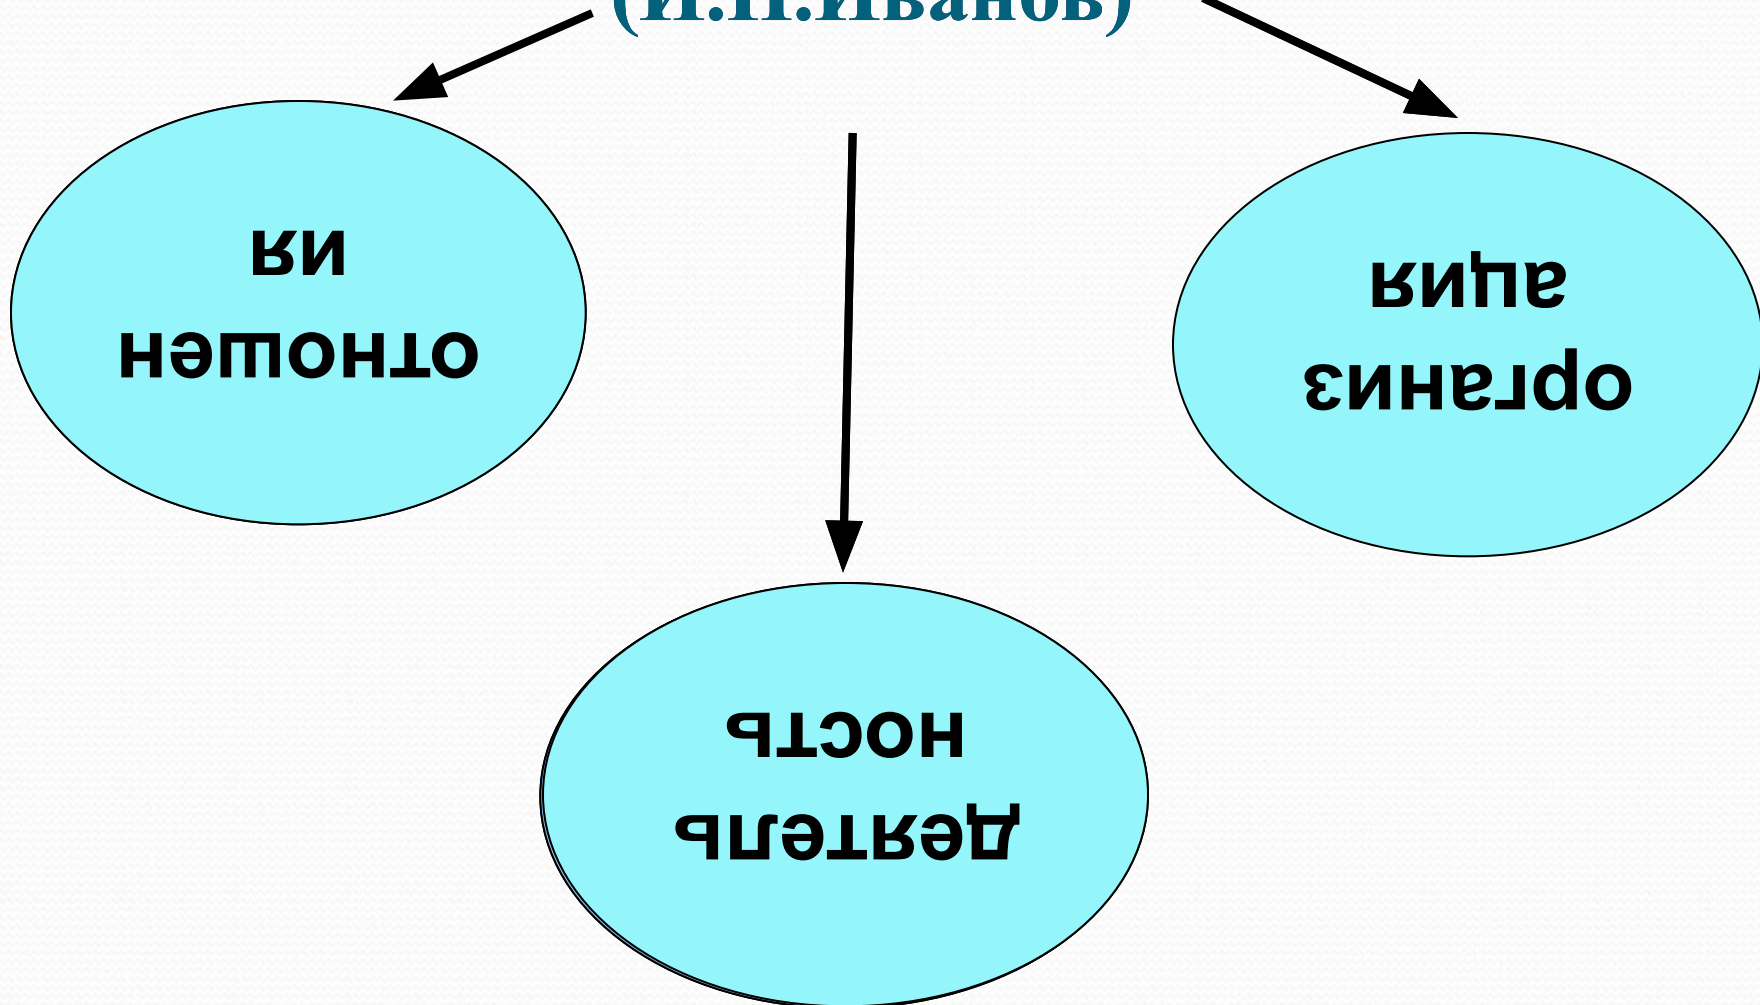 (И.П.Иванов)
отношен
ия
организ
ация
деятель
ность